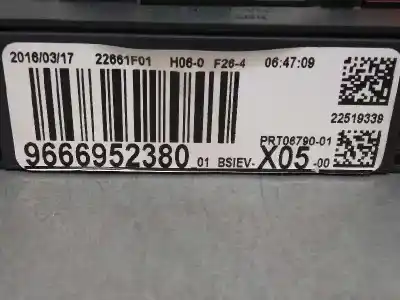 2016/03/17 22661F01 H06-0 F26-4 06:47:09
22519339
PRT06790-01
9666952380 01 BSIEV- X05 -00